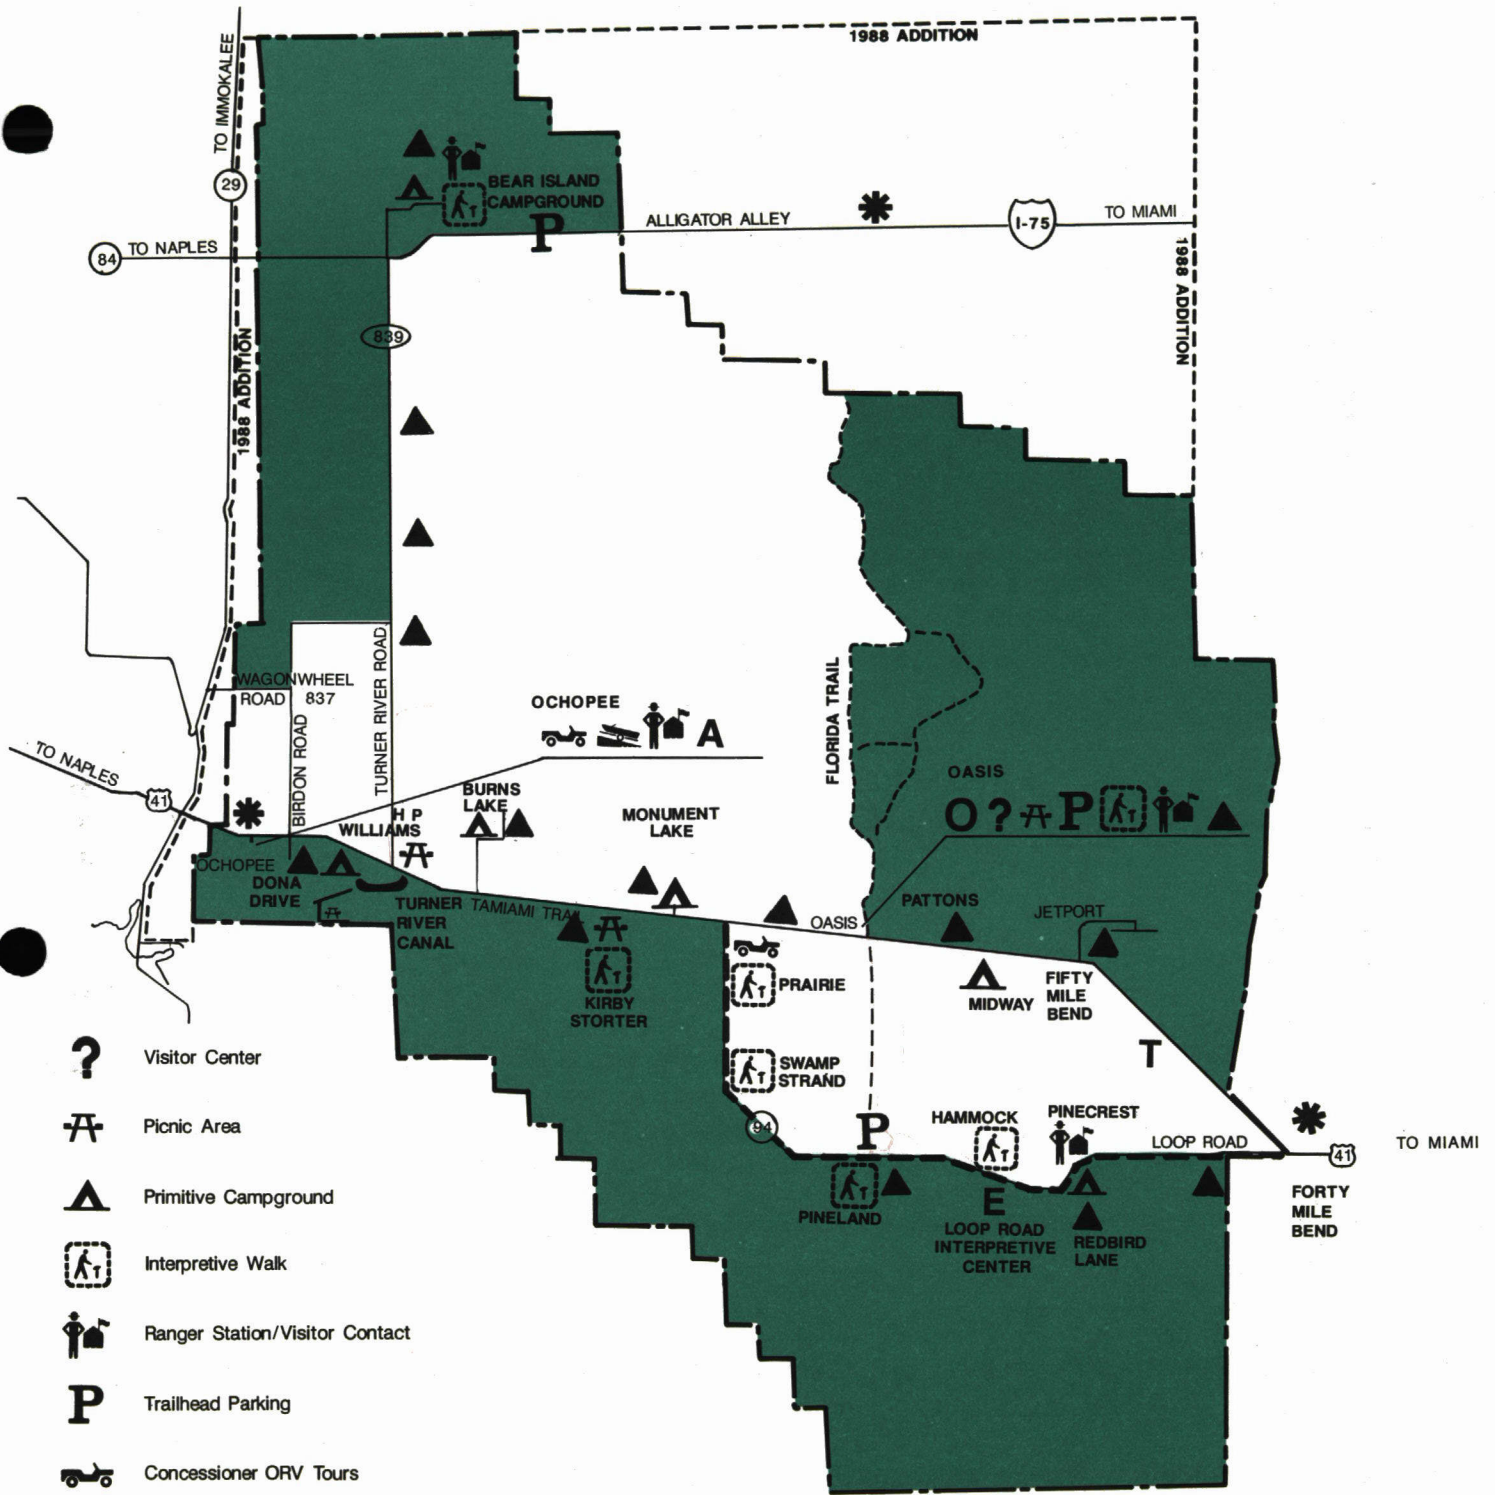 1988 ADDITION
TO IMMOKALEE
29
BEAR ISLAND
CAMPGROUND
P
ALLIGATOR ALLEY
I-75
TO MIAMI
84
TO NAPLES
1988 ADDITION
839
1988 ADDITION
WAGONWHEEL
ROAD 837
TURNER RIVER ROAD
BIRDON ROAD
FLORIDA TRAIL
OCHOPEE
A
TO NAPLES
41
BURNS
LAKE
MONUMENT
LAKE
OASIS
O ? P
H P
WILLIAMS
OCHOPEE
DONA
DRIVE
TURNER
RIVER
CANAL
TAMIAMI TRAIL
OASIS
PATTONS
JETPORT
KIRBY
STORTER
PRAIRIE
MIDWAY
FIFTY
MILE
BEND
SWAMP
STRAND
T
94
P
HAMMOCK
PINECREST
LOOP ROAD
41
TO MIAMI
FORTY
MILE
BEND
PINELAND
E
LOOP ROAD
INTERPRETIVE
CENTER
REDBIRD
LANE
? Visitor Center
Picnic Area
Primitive Campground
Interpretive Walk
Ranger Station/Visitor Contact
P Trailhead Parking
Concessioner ORV Tours